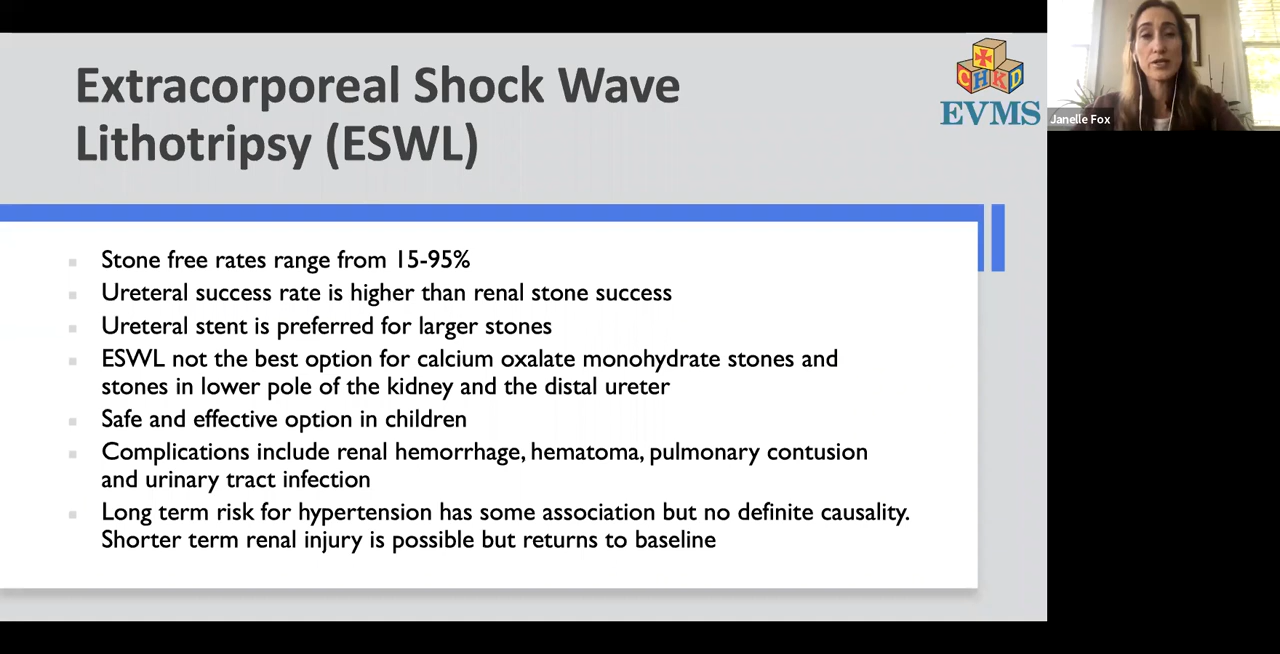 Extracorporeal Shock Wave
Lithotripsy (ESWL)
CHKD
EVMS
Janelle Fox
Stone free rates range from 15-95%
Ureteral success rate is higher than renal stone success
Ureteral stent is preferred for larger stones
ESWL not the best option for calcium oxalate monohydrate stones and
stones in lower pole of the kidney and the distal ureter
Safe and effective option in children
Complications include renal hemorrhage, hematoma, pulmonary contusion
and urinary tract infection
Long term risk for hypertension has some association but no definite causality.
Shorter term renal injury is possible but returns to baseline